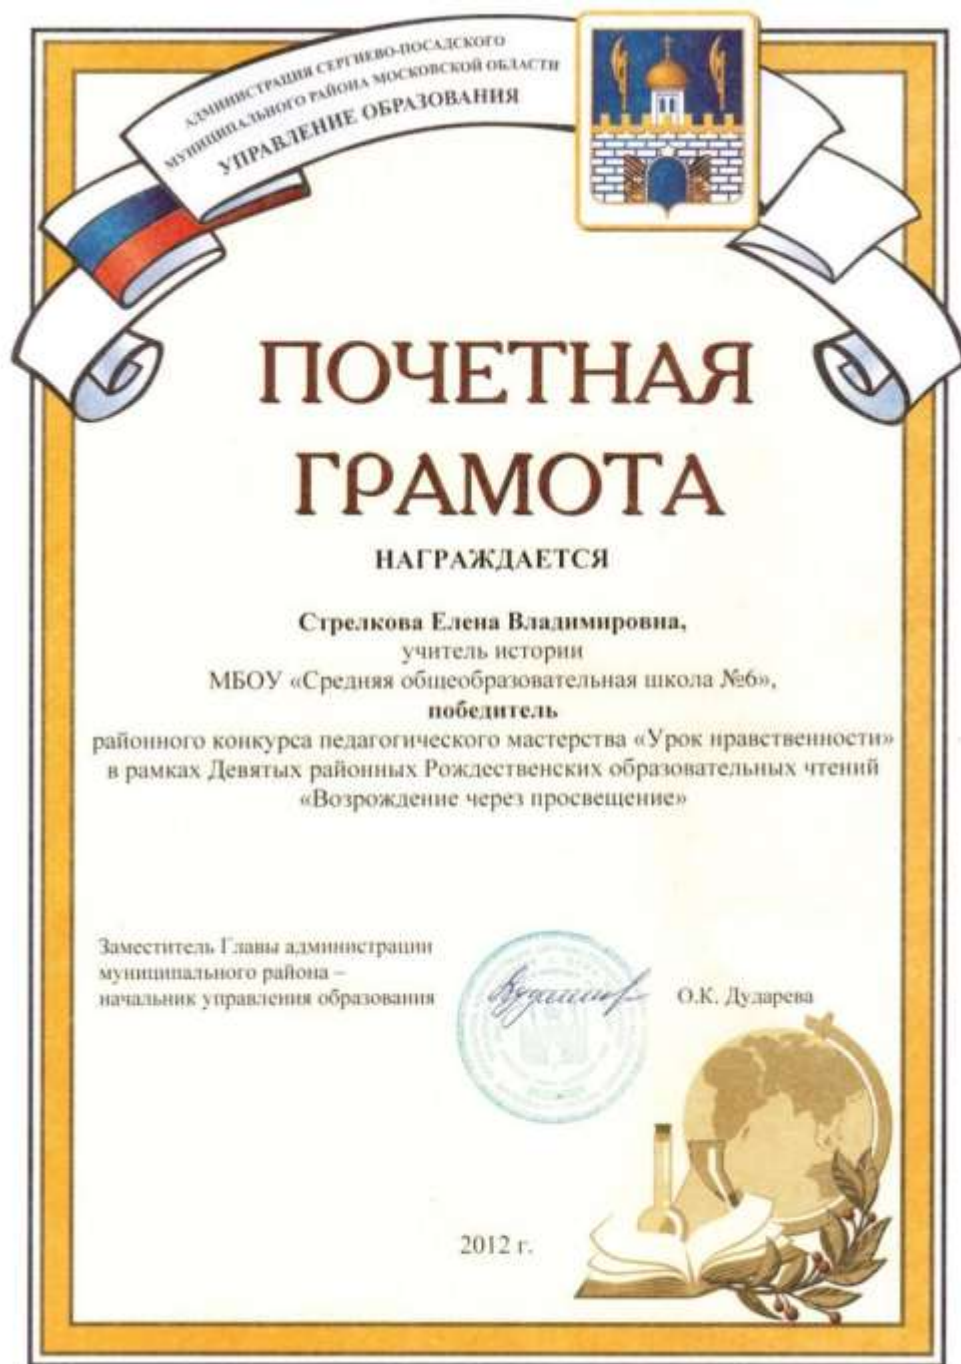 АДМИНИСТРАЦИЯ СЕРГИЕВО-ПОСАДСКОГО
МУНИЦИПАЛЬНОГО РАЙОНА МОСКОВСКОЙ ОБЛАСТИ
УПРАВЛЕНИЕ ОБРАЗОВАНИЯ
ПОЧЕТНАЯ
ГРАМОТА
НАГРАЖДАЕТСЯ
Стрелкова Елена Владимировна,
учитель истории
МБОУ «Средняя общеобразовательная школа №6»,
победитель
районного конкурса педагогического мастерства «Урок нравственности»
в рамках Девятых районных Рождественских образовательных чтений
«Возрождение через просвещение»
Заместитель Главы администрации
муниципального района –
начальник управления образования
О.К. Дударева
2012 г.